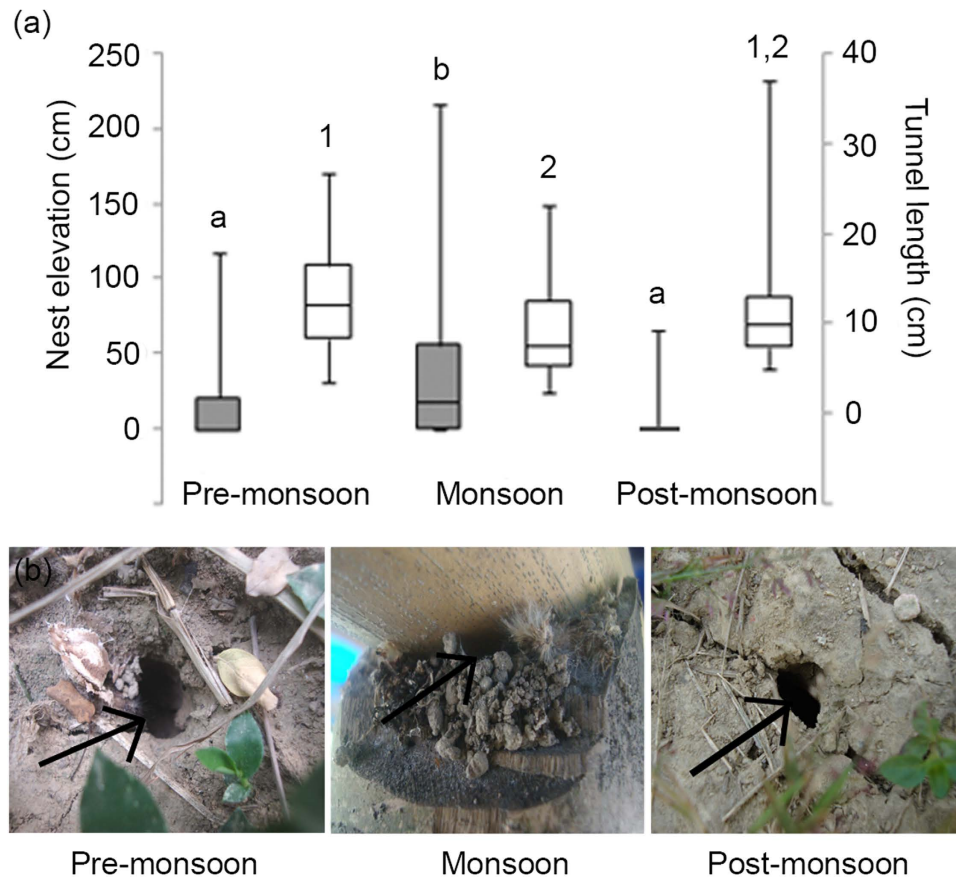 (a)
250
200
150
100
50
0
Nest elevation (cm)
a
1
b
2
a
1,2
40
30
20
10
0
Tunnel length (cm)
Pre-monsoon Monsoon Post-monsoon
(b)
Pre-monsoon Monsoon Post-monsoon